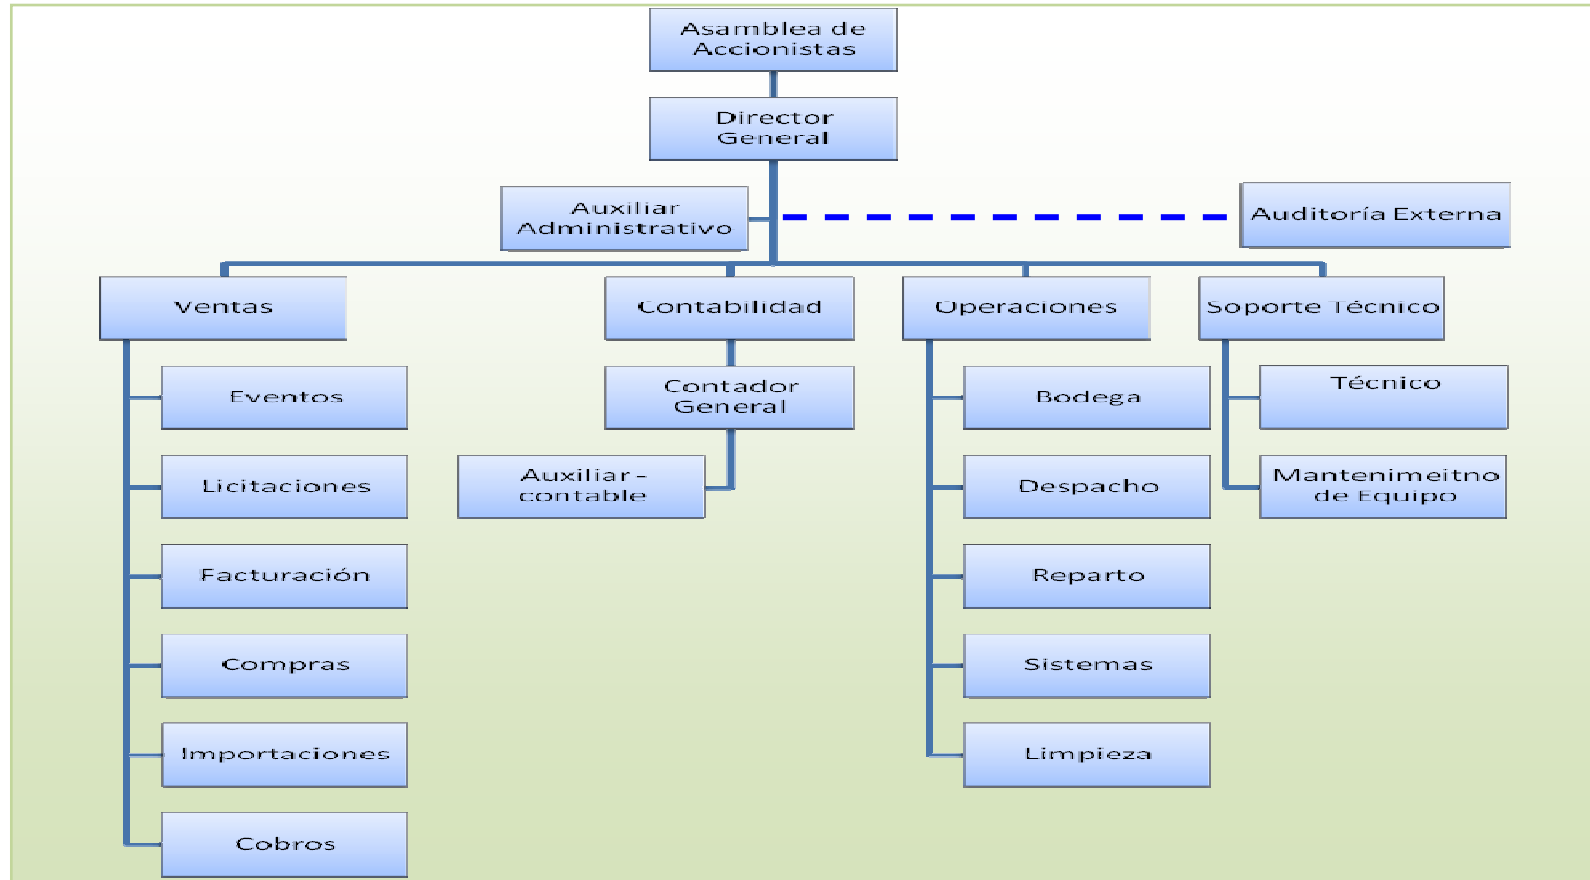 Asamblea de
Accionistas
Director
General
Auxiliar
Administrativo
Auditoría Externa
Ventas
Contabilidad
Operaciones
Soporte Técnico
Eventos
Licitaciones
Facturación
Compras
Importaciones
Cobros
Contador
General
Auxiliar -
contable
Bodega
Despacho
Reparto
Sistemas
Limpieza
Técnico
Mantenimeitno
de Equipo